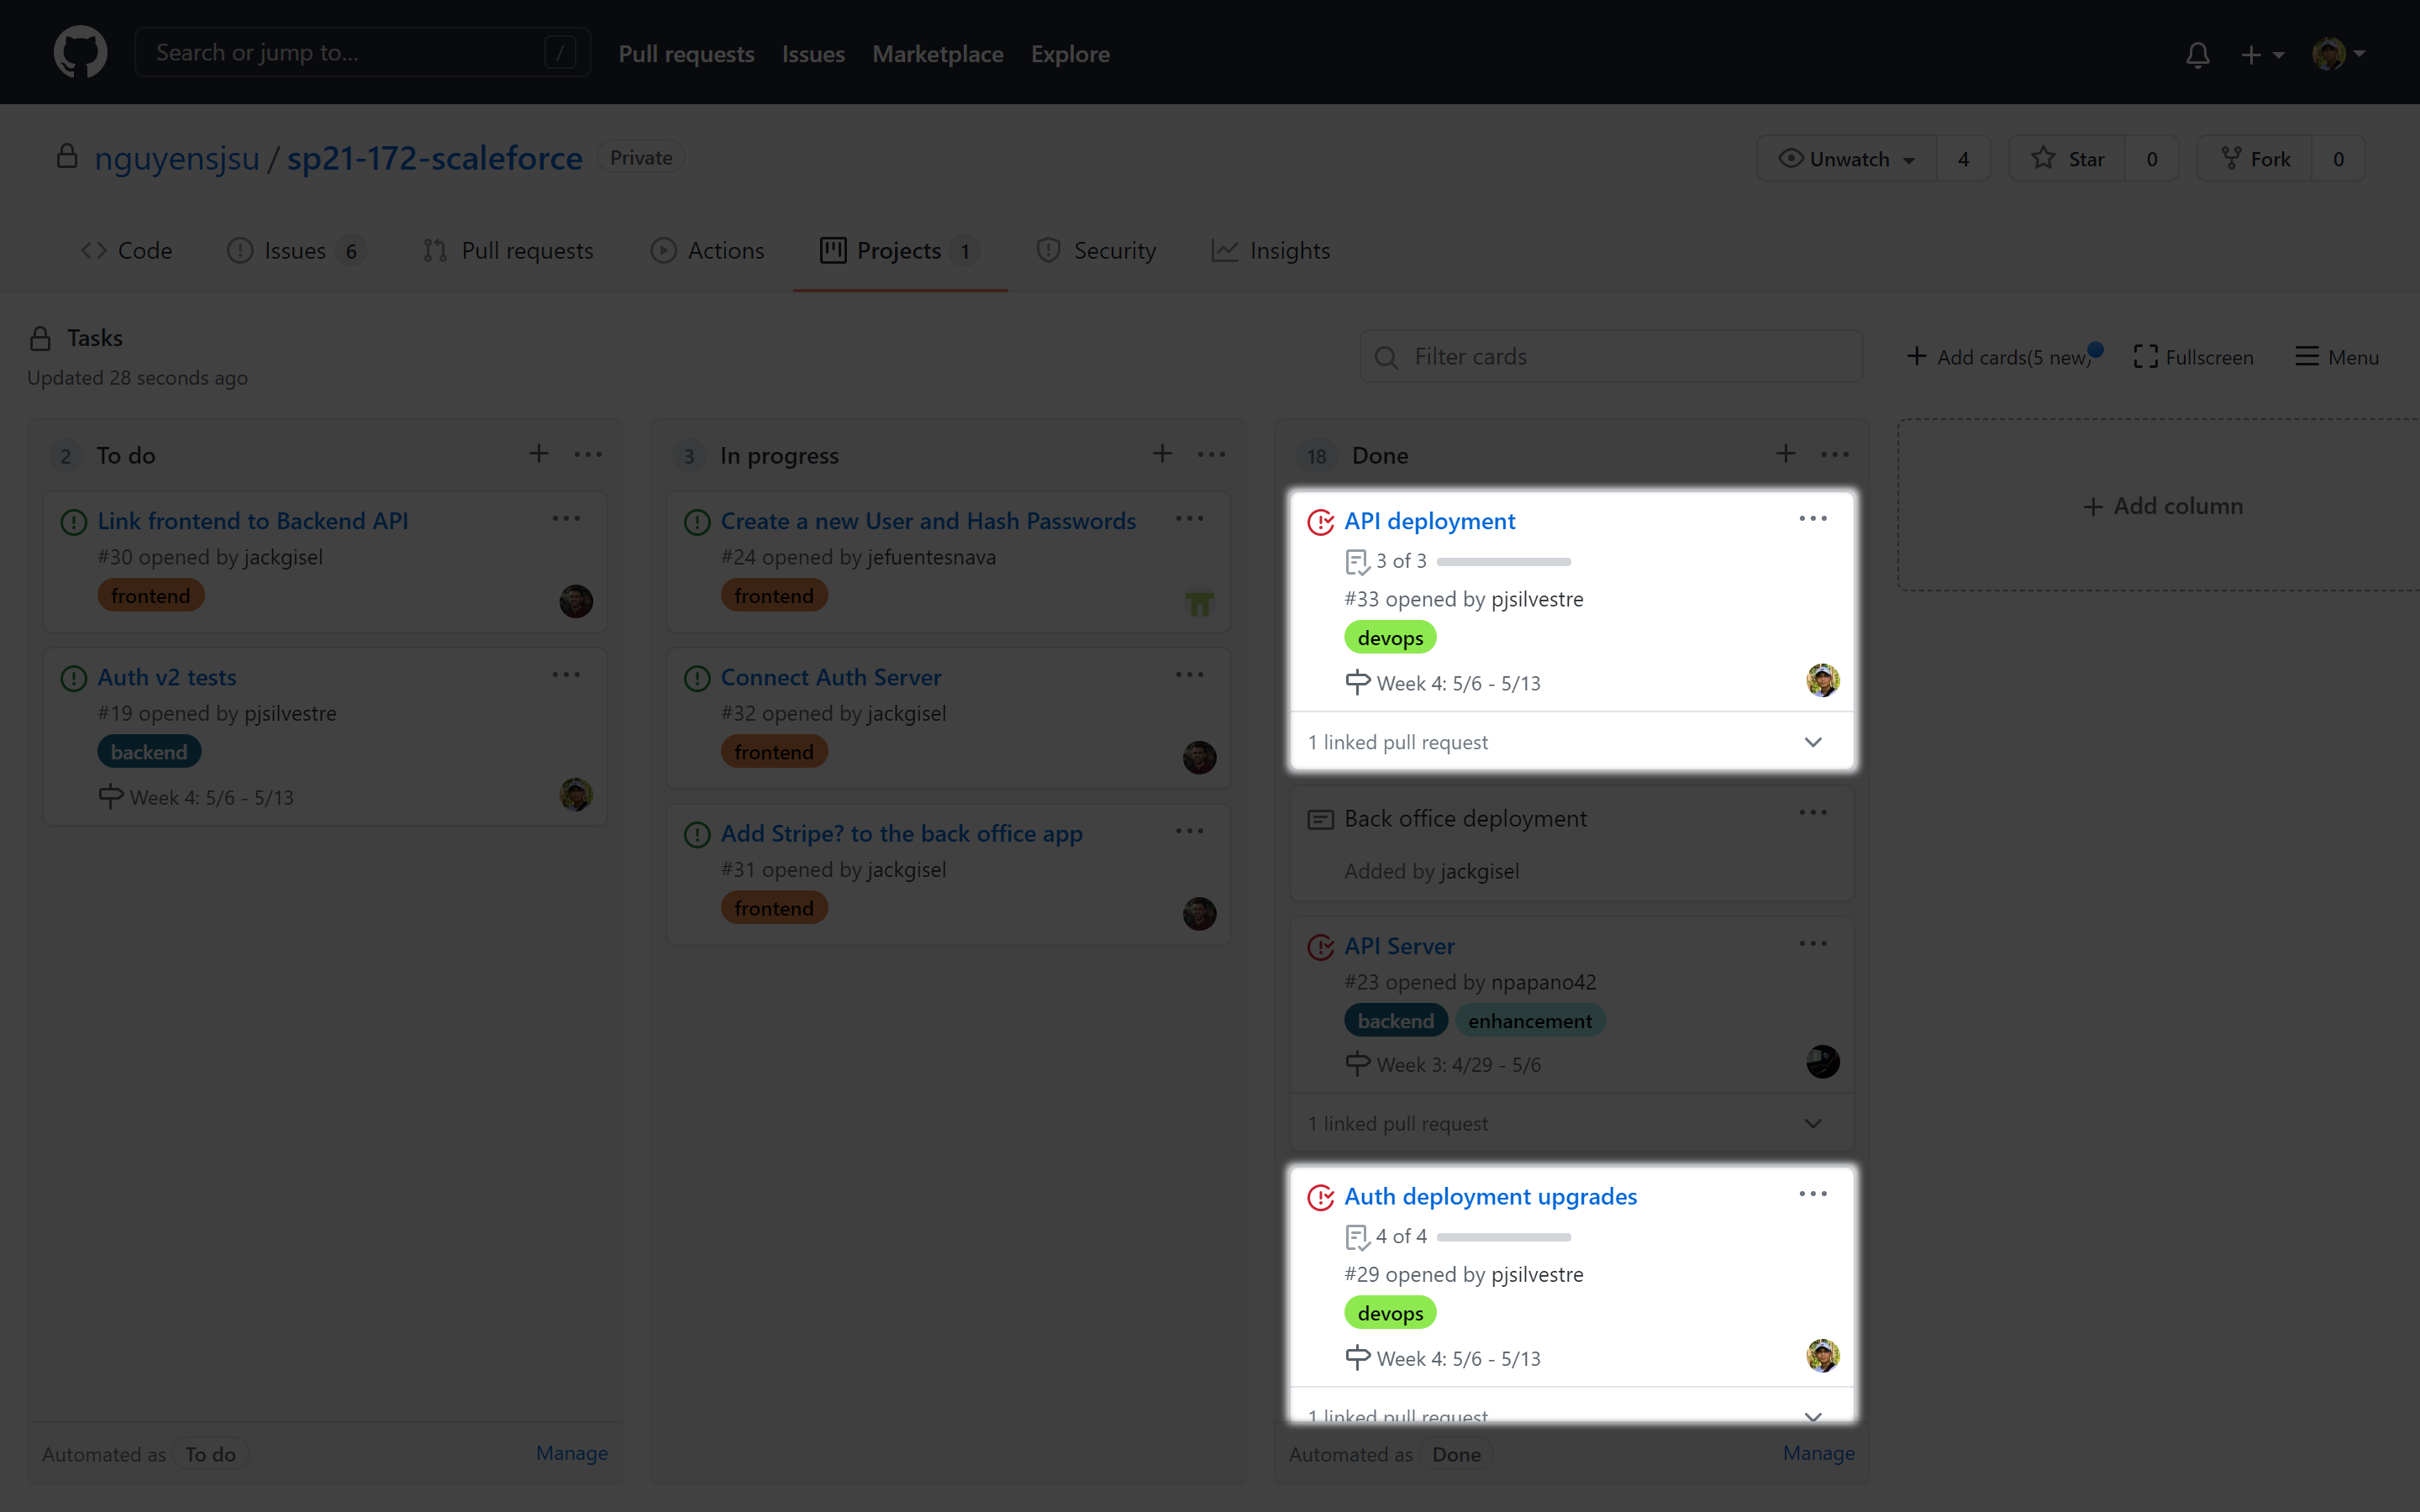 Search or jump to... /
Pull requests Issues Marketplace Explore
nguyensjsu / sp21-172-scaleforce Private
Unwatch 4 Star 0 Fork 0
Code Issues 6 Pull requests Actions Projects 1 Security Insights
Tasks
Updated 28 seconds ago
Filter cards
Add cards(5 new) Fullscreen Menu
2 To do
Link frontend to Backend API
#30 opened by jackgisel
frontend
Auth v2 tests
#19 opened by pjsilvestre
backend
Week 4: 5/6 - 5/13
Automated as To do Manage
3 In progress
Create a new User and Hash Passwords
#24 opened by jefuentesnava
frontend
Connect Auth Server
#32 opened by jackgisel
frontend
Add Stripe? to the back office app
#31 opened by jackgisel
frontend
18 Done
API deployment
3 of 3
#33 opened by pjsilvestre
devops
Week 4: 5/6 - 5/13
1 linked pull request
Back office deployment
Added by jackgisel
API Server
#23 opened by npapano42
backend enhancement
Week 3: 4/29 - 5/6
1 linked pull request
Auth deployment upgrades
4 of 4
#29 opened by pjsilvestre
devops
Week 4: 5/6 - 5/13
1 linked pull request
Automated as Done Manage
Add column